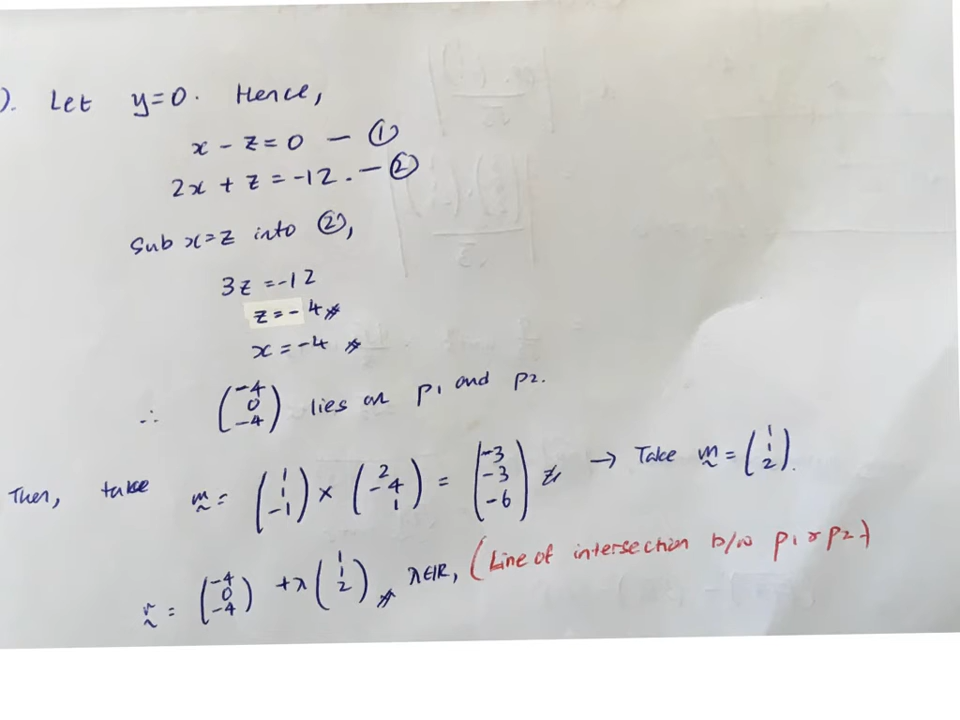 ). Let y=0. Hence,
x - z = 0 — ①
2x + z = -12. — ②
Sub x=z into ②,
3z = -12
z = -4
x = -4
∴ (-4 0 -4) lies on p1 and p2.
Then, take m = (1 1 -1) × (2 -4 1) = (-3 -3 -6) → Take m = (1 1 2).
r = (-4 0 -4) + λ (1 1 2), λ∈ℝ, (Line of intersection b/w p1 & p2.)